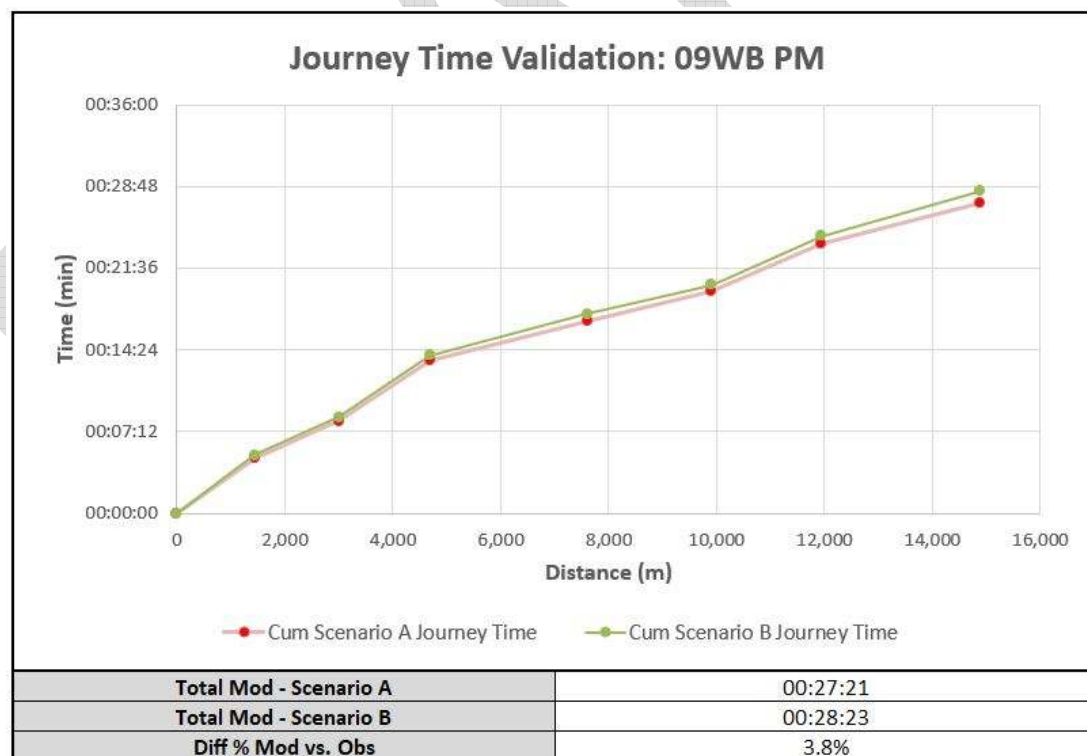 Journey Time Validation: 09WB PM
00:36:00
00:28:48
00:21:36
00:14:24
00:07:12
00:00:00
Time (min)
0 2,000 4,000 6,000 8,000 10,000 12,000 14,000 16,000
Distance (m)
Cum Scenario A Journey Time Cum Scenario B Journey Time
Total Mod - Scenario A 00:27:21
Total Mod - Scenario B 00:28:23
Diff % Mod vs. Obs 3.8%